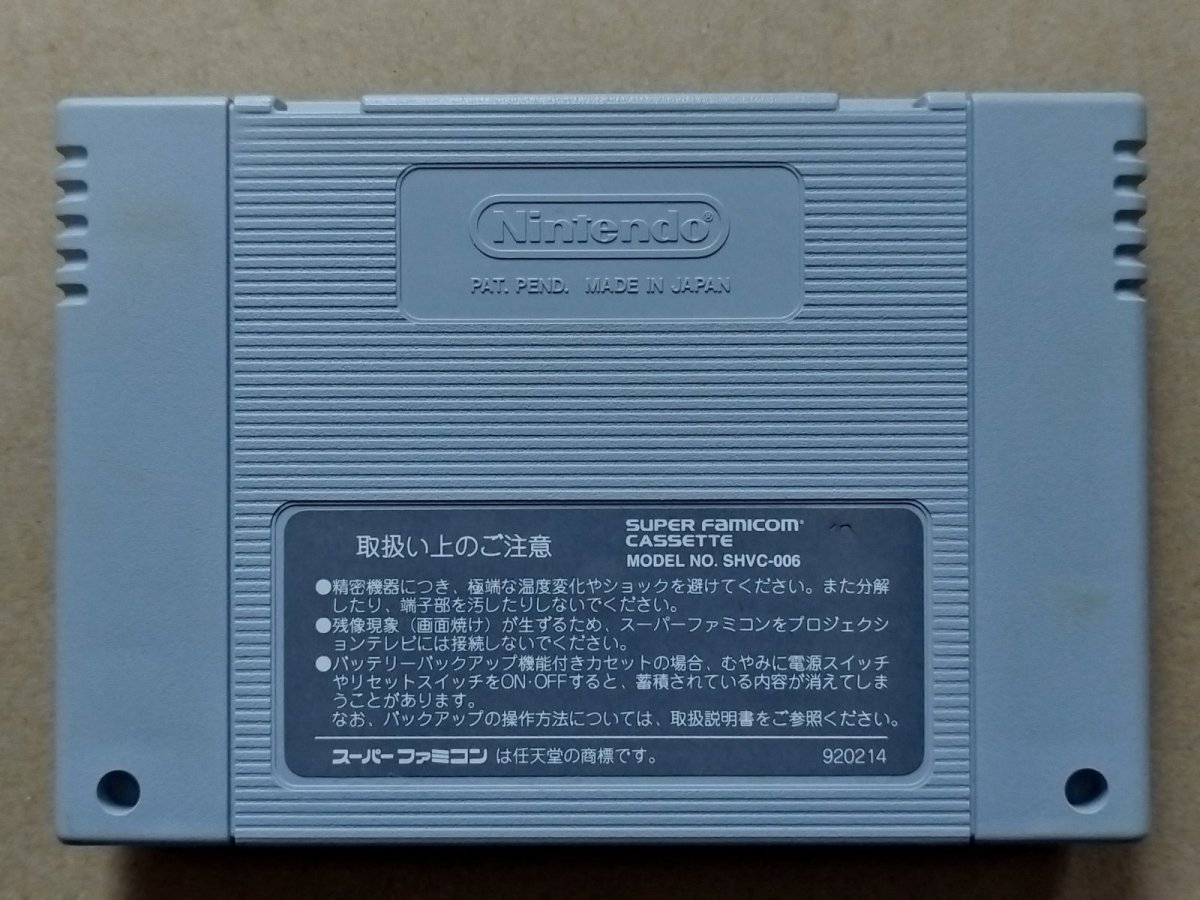 Nintendo®
PAT. PEND. MADE IN JAPAN
取扱い上のご注意
SUPER FAMICOM
CASSETTE
MODEL NO. SHVC-006
●精密機器につき、極端な温度変化やショックを避けてください。また分解
したり、端子部を汚したりしないでください。
●残像現象（画面焼け）が生ずるため、スーパーファミコンをプロジェクシ
ョンテレビには接続しないでください。
●バッテリーバックアップ機能付きカセットの場合、むやみに電源スイッチ
やリセットスイッチをON·OFFすると、蓄積されている内容が消えてしま
うことがあります。
なお、バックアップの操作方法については、取扱説明書をご参照ください。
スーパーファミコン は任天堂の商標です。 920214